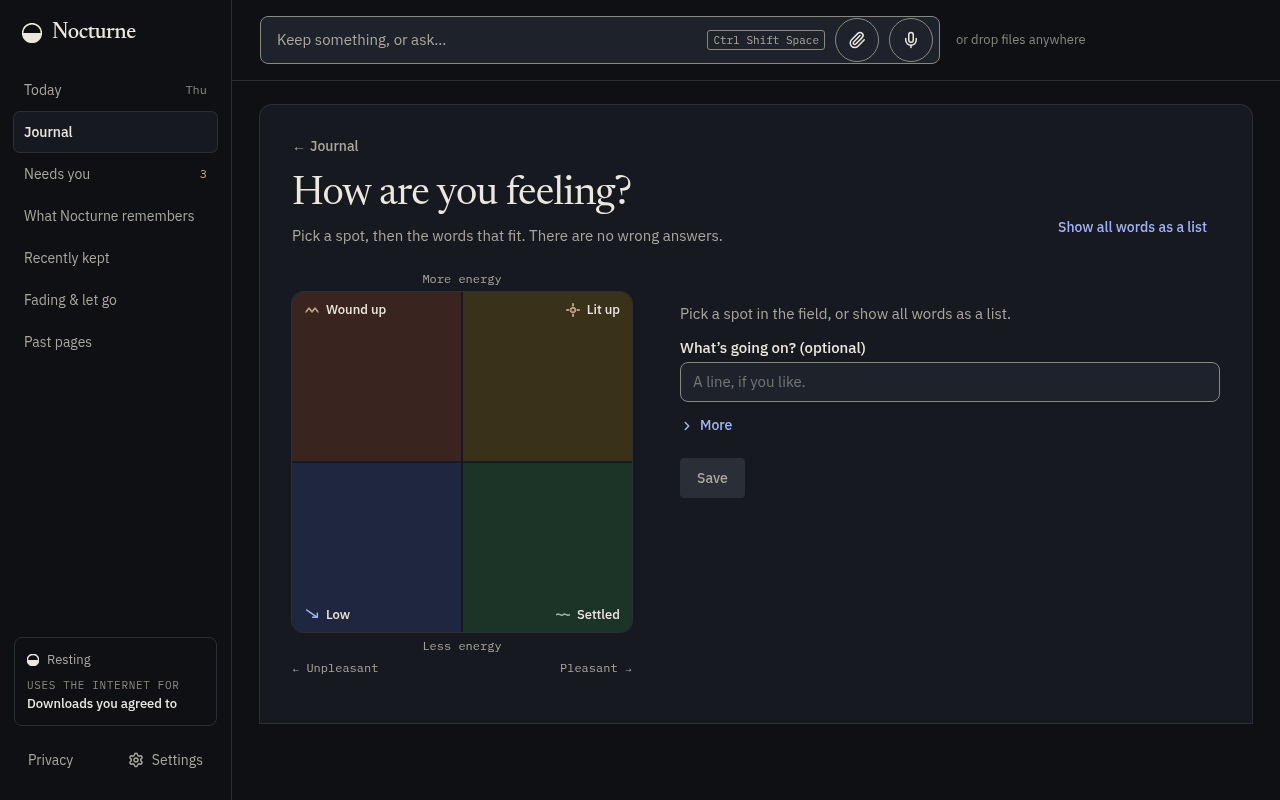 Nocturne
Keep something, or ask...
Ctrl Shift Space
or drop files anywhere
Today
Thu
Journal
Needs you
3
What Nocturne remembers
Recently kept
Fading & let go
Past pages
← Journal
How are you feeling?
Pick a spot, then the words that fit. There are no wrong answers.
Show all words as a list
More energy
Wound up
Lit up
Low
Settled
Less energy
← Unpleasant
Pleasant →
Pick a spot in the field, or show all words as a list.
What’s going on? (optional)
A line, if you like.
More
Save
Resting
USES THE INTERNET FOR
Downloads you agreed to
Privacy
Settings